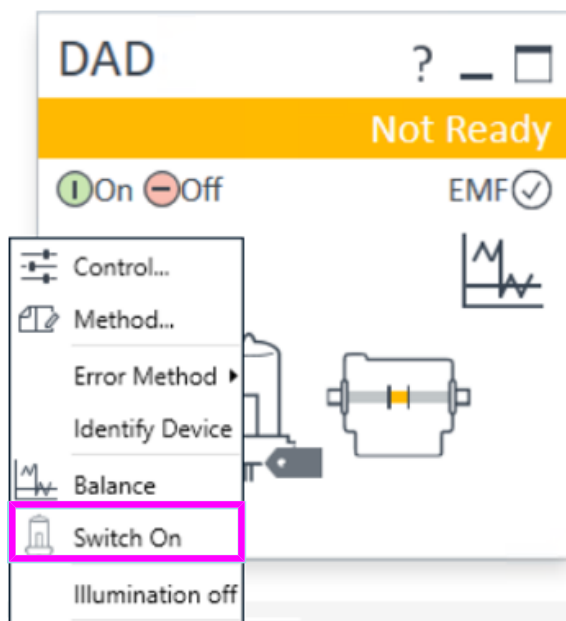 DAD ?
Not Ready
On Off EMF
Control...
Method...
Error Method
Identify Device
Balance
Switch On
Illumination off